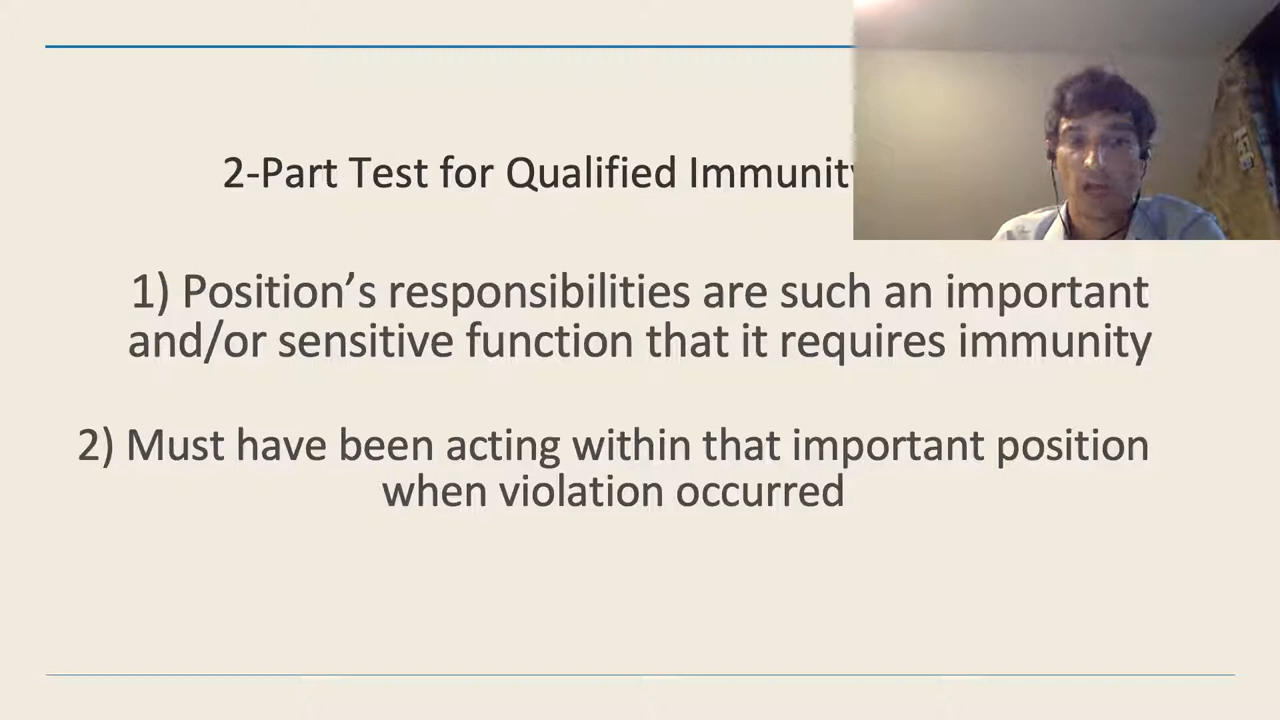 2-Part Test for Qualified Immunity
1) Position's responsibilities are such an important
and/or sensitive function that it requires immunity
2) Must have been acting within that important position
when violation occurred